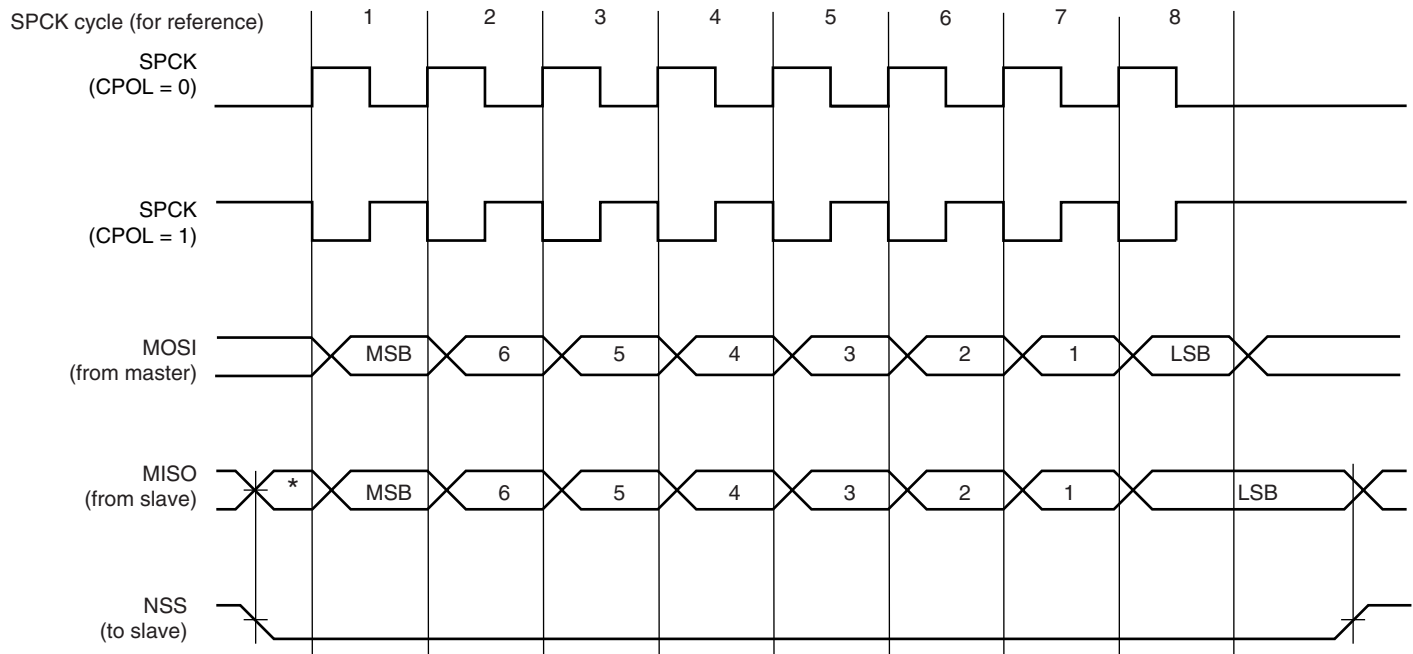 SPCK cycle (for reference) 1 2 3 4 5 6 7 8
SPCK
(CPOL = 0)
SPCK
(CPOL = 1)
MOSI
(from master)
MSB 6 5 4 3 2 1 LSB
MISO
(from slave)
* MSB 6 5 4 3 2 1 LSB
NSS
(to slave)